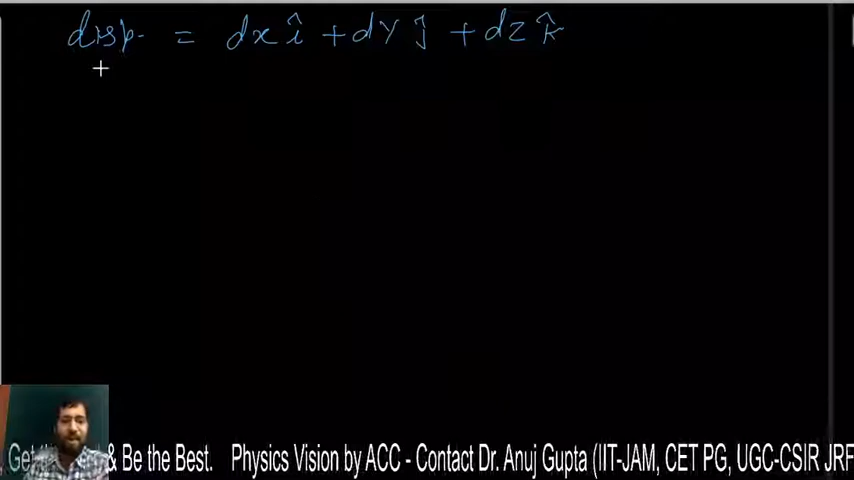 disp. = dx î + dy ĵ + dz k̂
, Get & Be the Best. Physics Vision by ACC - Contact Dr. Anuj Gupta (IIT-JAM, CET PG, UGC-CSIR JRF